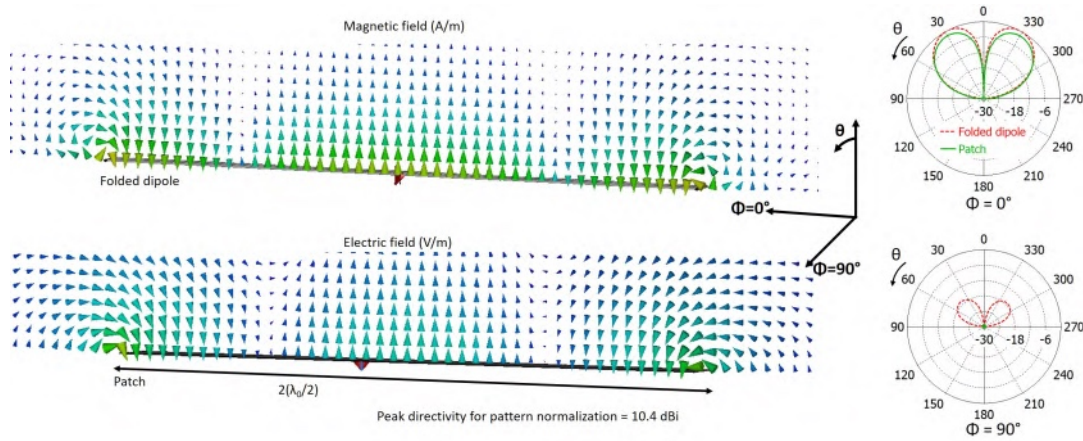 Magnetic field (A/m)
Folded dipole
θ
Φ=0°
Φ=90°
Electric field (V/m)
Patch
2(λ₀/2)
Peak directivity for pattern normalization = 10.4 dBi
0
30
330
θ
60
300
90
270
-30
-18
-6
Folded dipole
Patch
120
240
150
210
180
Φ = 0°
0
30
330
θ
60
300
90
270
-30
-18
-6
120
240
150
210
180
Φ = 90°